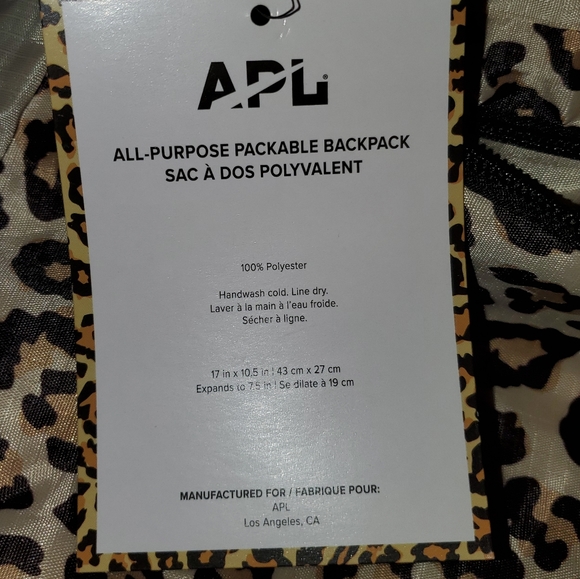 APL®
ALL-PURPOSE PACKABLE BACKPACK
SAC À DOS POLYVALENT
100% Polyester
Handwash cold. Line dry.
Laver à la main à l'eau froide.
Sécher à ligne.
17 in x 10.5 in | 43 cm x 27 cm
Expands to 7.5 in | Se dilate à 19 cm
MANUFACTURED FOR / FABRIQUE POUR:
APL
Los Angeles, CA